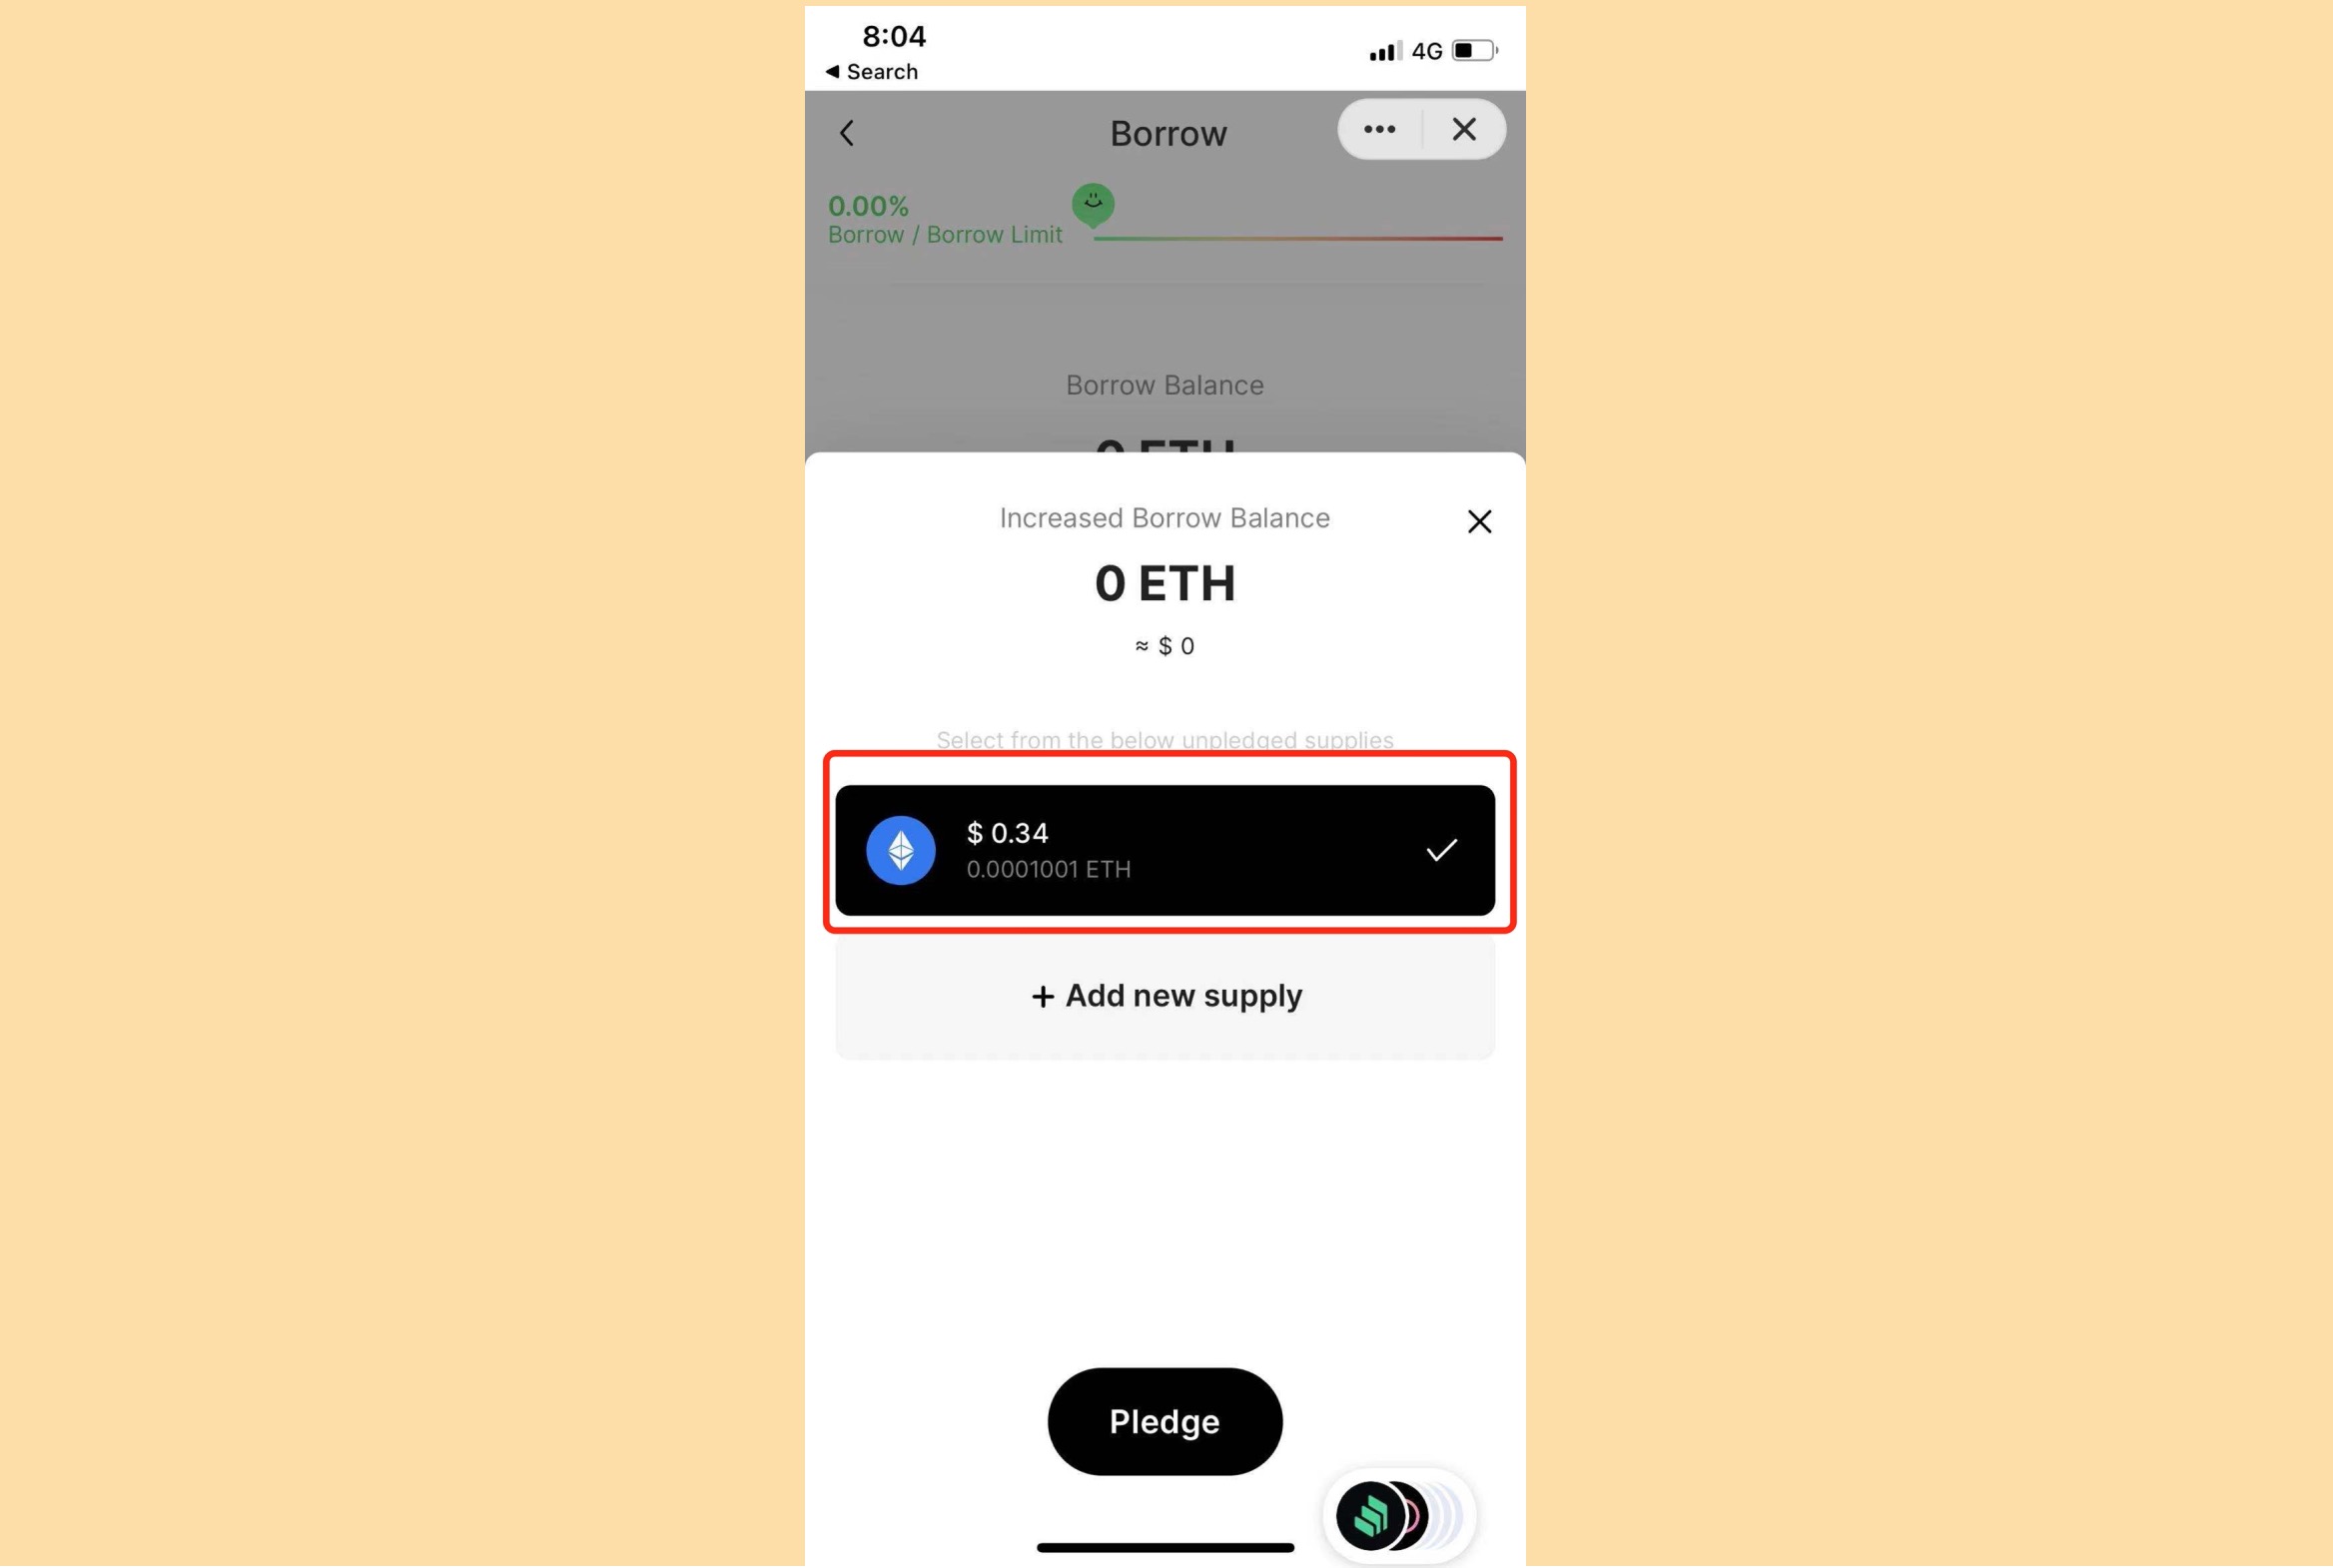 8:04
4G
◀ Search
Borrow
0.00%
Borrow / Borrow Limit
Borrow Balance
0 ETH
Increased Borrow Balance
0 ETH
≈ $ 0
Select from the below unpledged supplies
$ 0.34
0.0001001 ETH
+ Add new supply
Pledge